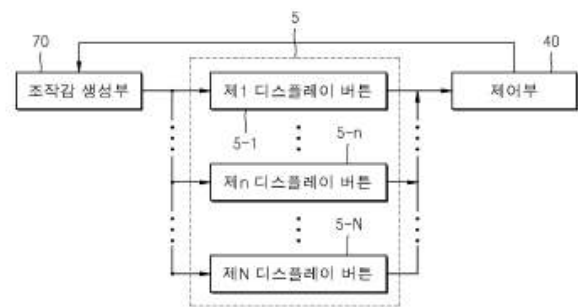 5
70
40
조작감 생성부
제1 디스플레이 버튼
제어부
5-1
5-n
제n 디스플레이 버튼
5-N
제N 디스플레이 버튼